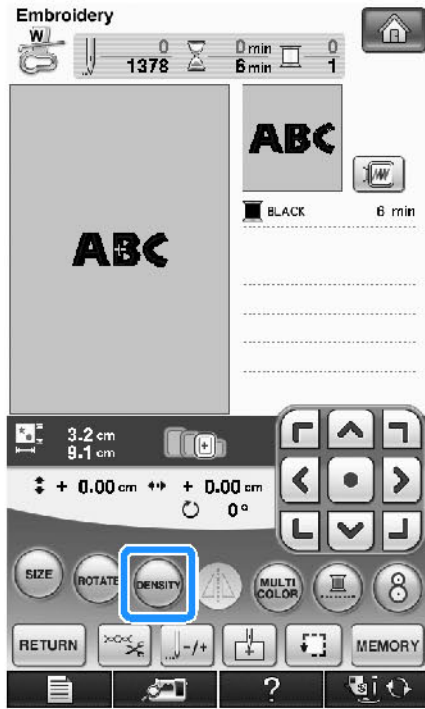 Embroidery
W
0 0 min 0
1378 6 min 1
ABC
ABC
BLACK 6 min
3.2 cm
9.1 cm
+ 0.00 cm + 0.00 cm
0°
SIZE ROTATE DENSITY MULTI COLOR 8
RETURN -/+ MEMORY
?